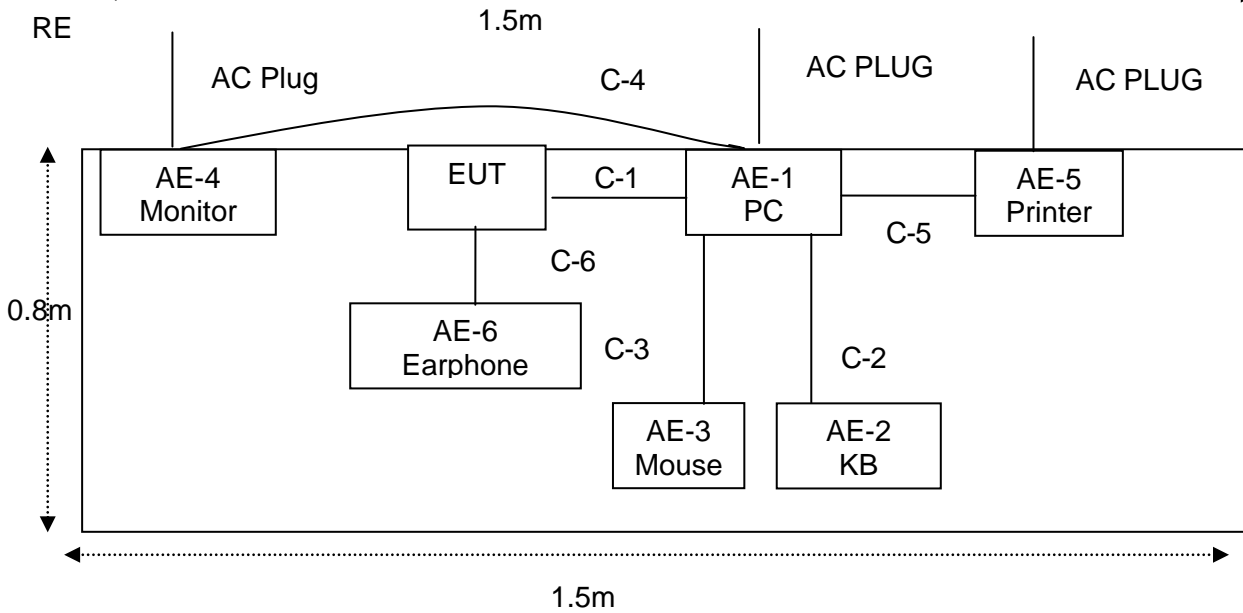 1.5m
RE
AC Plug
C-4
AC PLUG
AC PLUG
AE-4
Monitor
EUT
C-1
AE-1
PC
AE-5
Printer
C-5
C-6
0.8m
AE-6
Earphone
C-3
C-2
AE-3
Mouse
AE-2
KB
1.5m